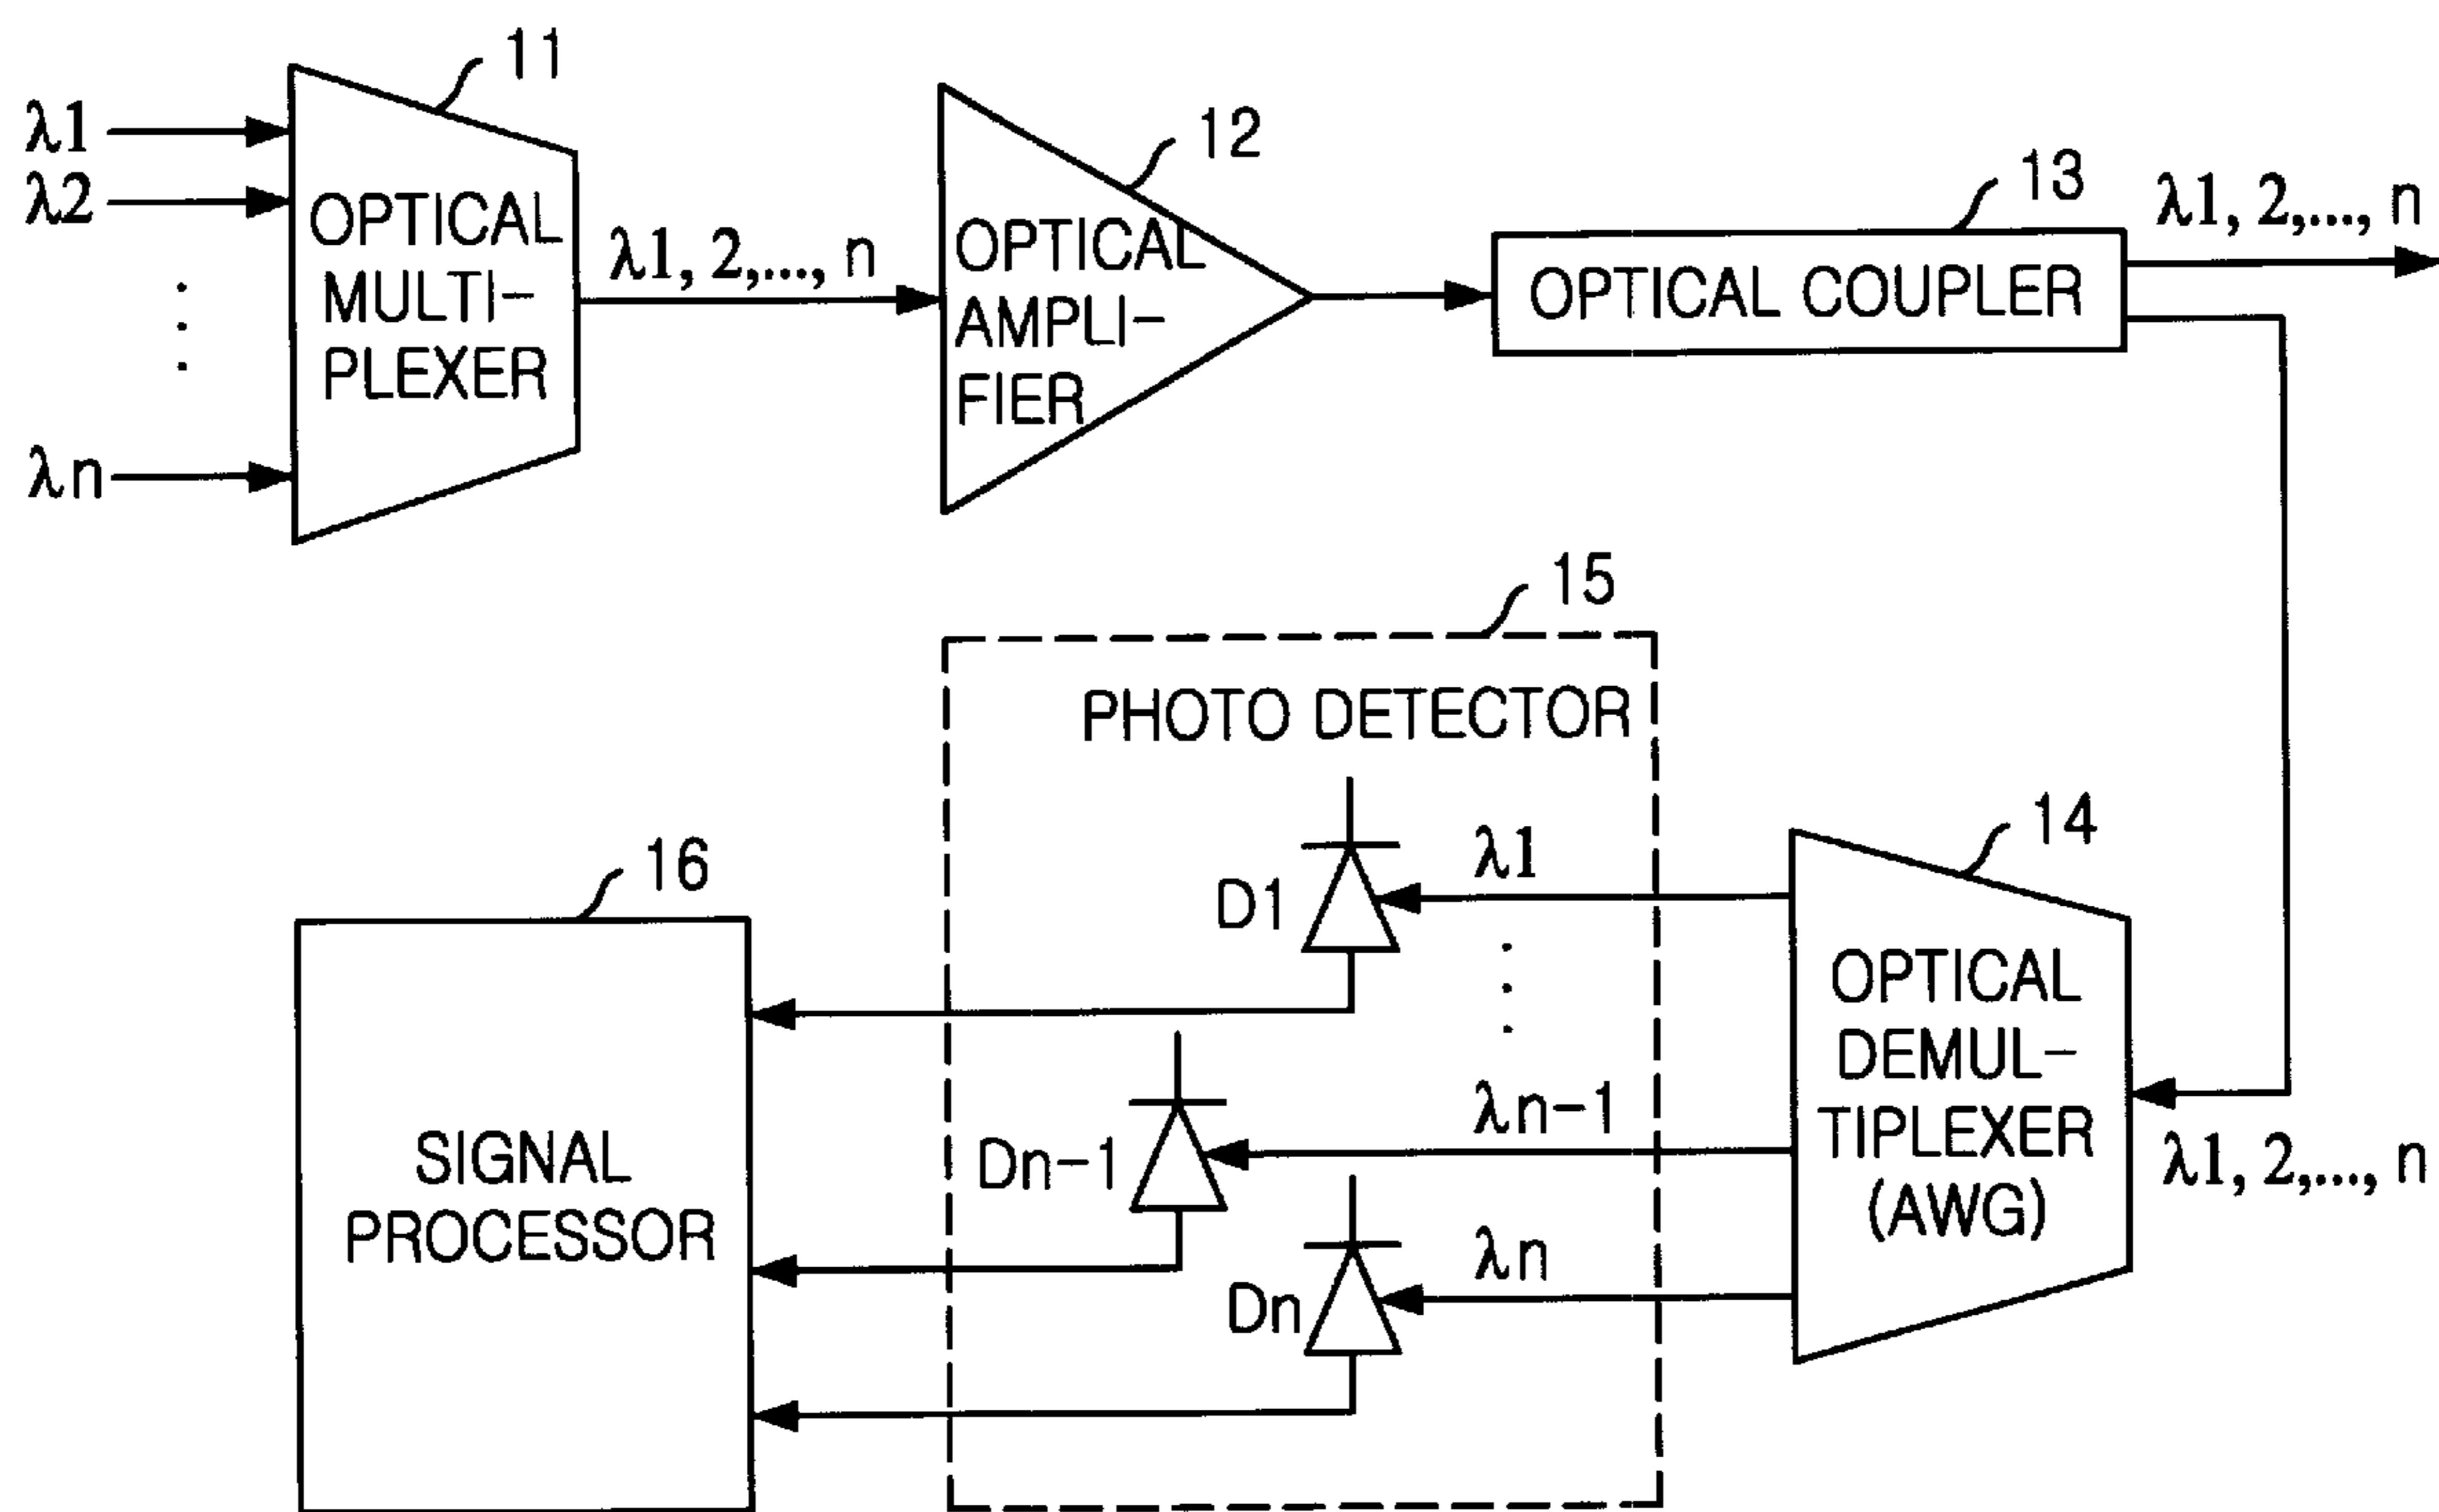 11
λ1
λ2
λn
OPTICAL
MULTI-
PLEXER
λ1, 2,..., n
12
OPTICAL
AMPLI-
FIER
13
OPTICAL COUPLER
λ1, 2,..., n
15
PHOTO DETECTOR
16
SIGNAL
PROCESSOR
D1
λ1
Dn-1
λn-1
Dn
λn
14
OPTICAL
DEMUL-
TIPLEXER
(AWG)
λ1, 2,..., n